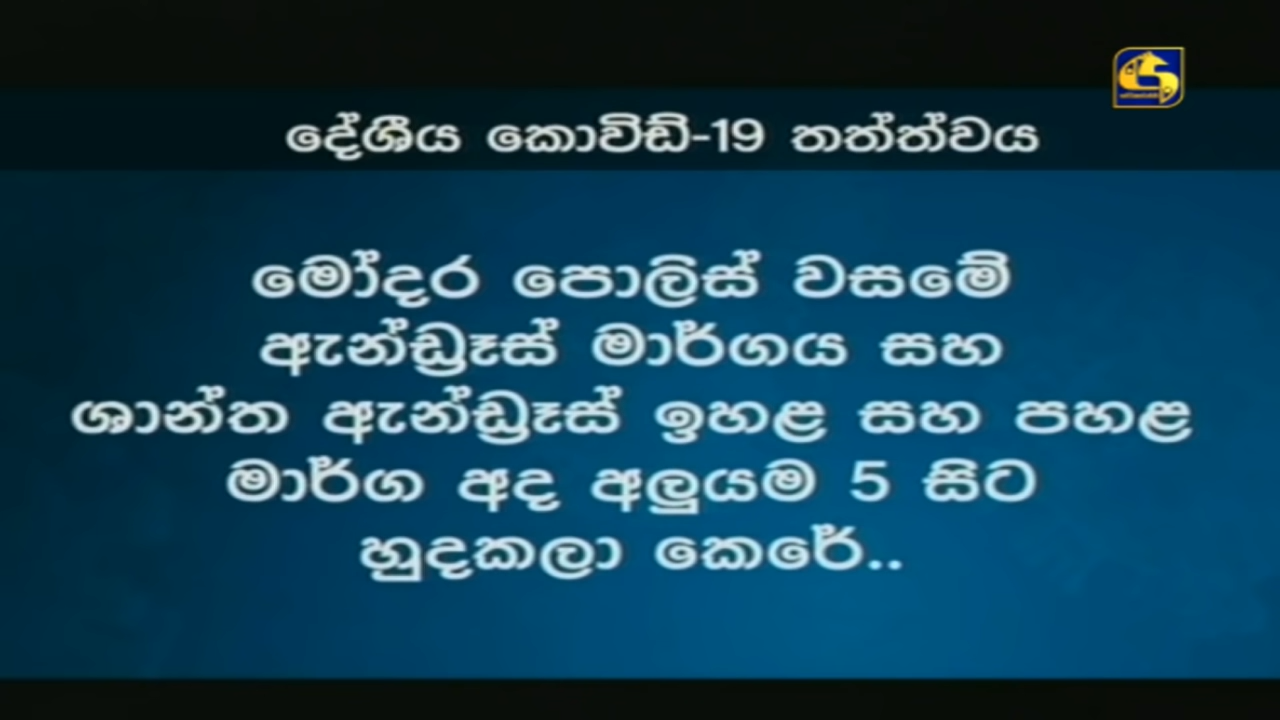 දේශීය කොවිඩ්-19 තත්ත්වය
මෝදර පොලිස් වසමේ
ඇන්ඩ්‍රෑස් මාර්ගය සහ
ශාන්ත ඇන්ඩ්‍රෑස් ඉහළ සහ පහළ
මාර්ග අද අලුයම 5 සිට
හුදකලා කෙරේ..